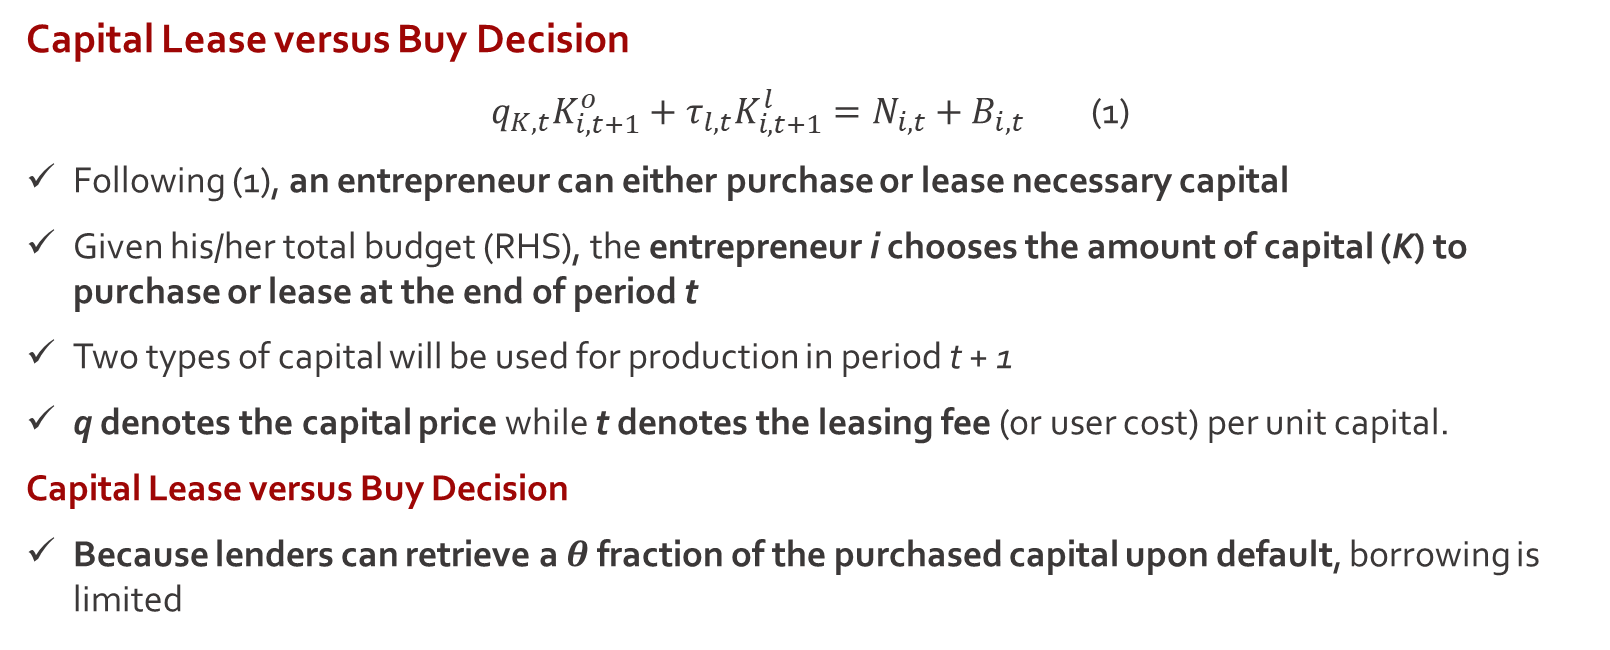 Capital Lease versus Buy Decision
$q_{K,t}K^{o}_{i,t+1} + \tau_{l,t}K^{l}_{i,t+1} = N_{i,t} + B_{i,t}$ (1)
✓ Following (1), an entrepreneur can either purchase or lease necessary capital
✓ Given his/her total budget (RHS), the entrepreneur i chooses the amount of capital (K) to
purchase or lease at the end of period t
✓ Two types of capital will be used for production in period t + 1
✓ q denotes the capital price while t denotes the leasing fee (or user cost) per unit capital.
Capital Lease versus Buy Decision
✓ Because lenders can retrieve a θ fraction of the purchased capital upon default, borrowing is
limited